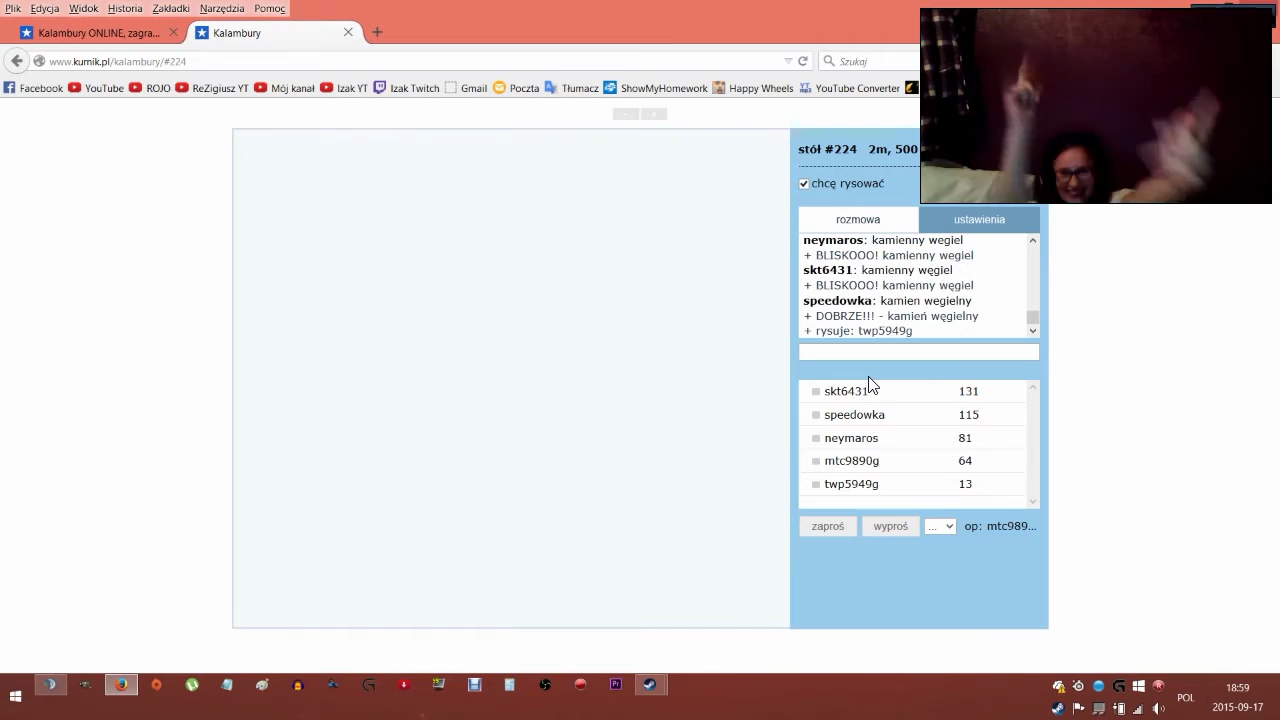 Plik Edycja Widok Historia Zakładki Narzędzia Pomoc
Kalambury ONLINE, zagra... Kalambury
www.kurnik.pl/kalambury/#224 Szukaj
Facebook YouTube ROJO ReZigiusz YT Mój kanał Izak YT Izak Twitch Gmail Poczta Tłumacz ShowMyHomework Happy Wheels YouTube Converter
stół #224 2m, 500
chcę rysować
rozmowa ustawienia
neymaros: kamienny wegiel
+ BLISKOOO! kamienny wegiel
skt6431: kamienny węgiel
+ BLISKOOO! kamienny węgiel
speedowka: kamien wegielny
+ DOBRZE!!! - kamień węgielny
+ rysuje: twp5949g
skt6431 131
speedowka 115
neymaros 81
mtc9890g 64
twp5949g 13
zaproś wyproś ... op: mtc989...
Pr
POL
18:59
2015-09-17